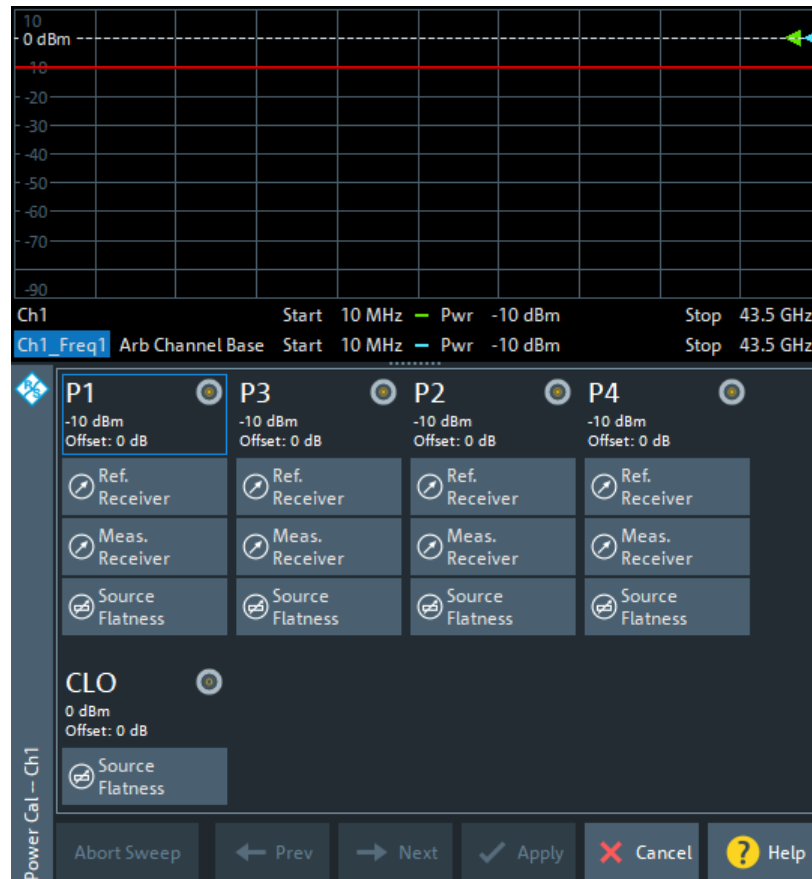 10
0 dBm
-10
-20
-30
-40
-50
-60
-70
-90
Ch1 Start 10 MHz Pwr -10 dBm Stop 43.5 GHz
Ch1_Freq1 Arb Channel Base Start 10 MHz Pwr -10 dBm Stop 43.5 GHz
R/S
P1 P3 P2 P4
-10 dBm -10 dBm -10 dBm -10 dBm
Offset: 0 dB Offset: 0 dB Offset: 0 dB Offset: 0 dB
Ref. Ref. Ref. Ref.
Receiver Receiver Receiver Receiver
Meas. Meas. Meas. Meas.
Receiver Receiver Receiver Receiver
Source Source Source Source
Flatness Flatness Flatness Flatness
CLO
0 dBm
Offset: 0 dB
Source
Flatness
Power Cal – Ch1
Abort Sweep Prev Next Apply Cancel ? Help